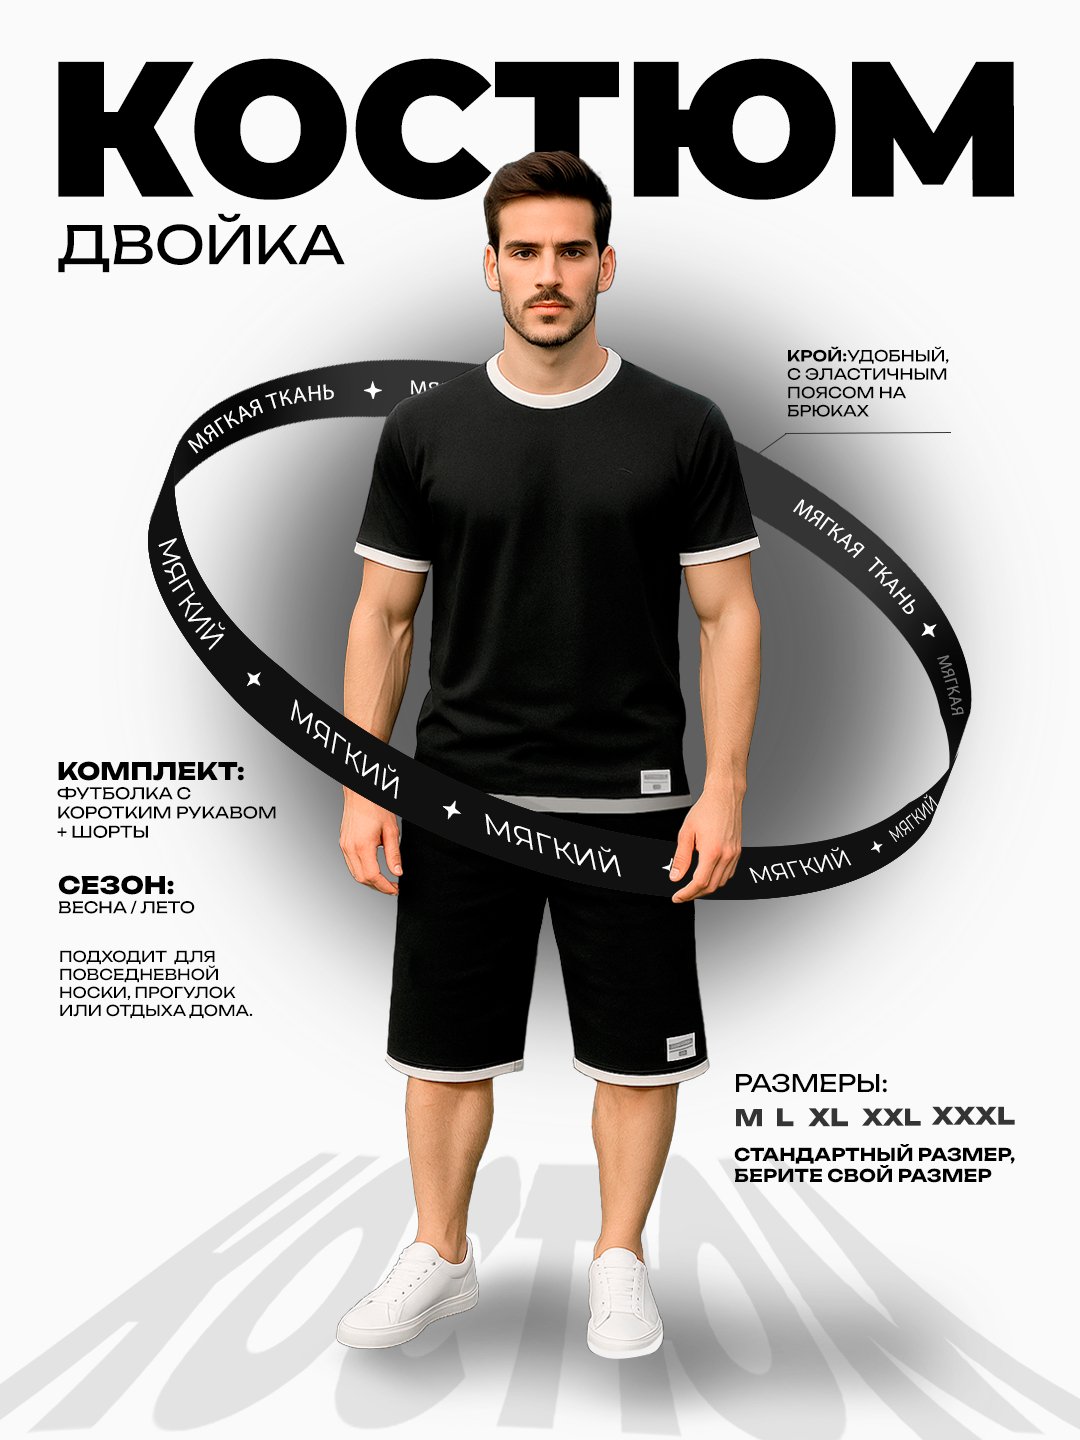 КОСТЮМ
ДВОЙКА
КРОЙ:УДОБНЫЙ,
С ЭЛАСТИЧНЫМ
ПОЯСОМ НА
БРЮКАХ
МЯГКАЯ ТКАНЬ
МЯГКАЯ ТКАНЬ
МЯГКАЯ
МЯГКИЙ
МЯГКИЙ
МЯГКИЙ
МЯГКИЙ
МЯГКИЙ
КОМПЛЕКТ:
ФУТБОЛКА С
КОРОТКИМ РУКАВОМ
+ ШОРТЫ
СЕЗОН:
ВЕСНА / ЛЕТО
ПОДХОДИТ ДЛЯ
ПОВСЕДНЕВНОЙ
НОСКИ, ПРОГУЛОК
ИЛИ ОТДЫХА ДОМА.
РАЗМЕРЫ:
M L XL XXL XXXL
СТАНДАРТНЫЙ РАЗМЕР,
БЕРИТЕ СВОЙ РАЗМЕР
КОСТЮМ